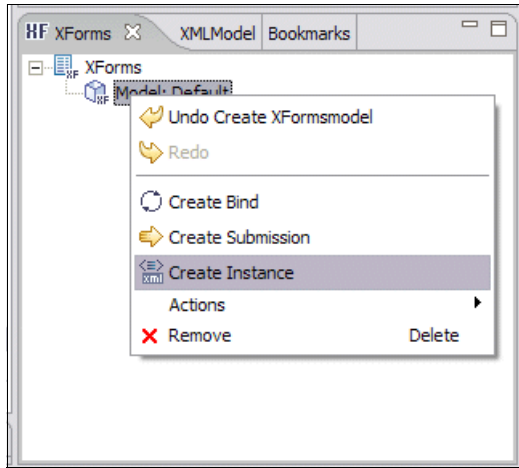 XF XForms XMLModel Bookmarks
XForms
Model: Default
Undo Create XFormsmodel
Redo
Create Bind
Create Submission
Create Instance
Actions
Remove Delete